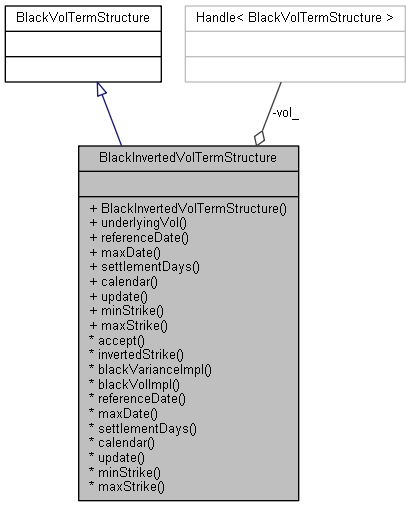 BlackVolTermStructure
Handle< BlackVolTermStructure >
-vol_
BlackInvertedVolTermStructure
+ BlackInvertedVolTermStructure()
+ underlyingVol()
+ referenceDate()
+ maxDate()
+ settlementDays()
+ calendar()
+ update()
+ minStrike()
+ maxStrike()
* accept()
* invertedStrike()
* blackVarianceImpl()
* blackVolImpl()
* referenceDate()
* maxDate()
* settlementDays()
* calendar()
* update()
* minStrike()
* maxStrike()